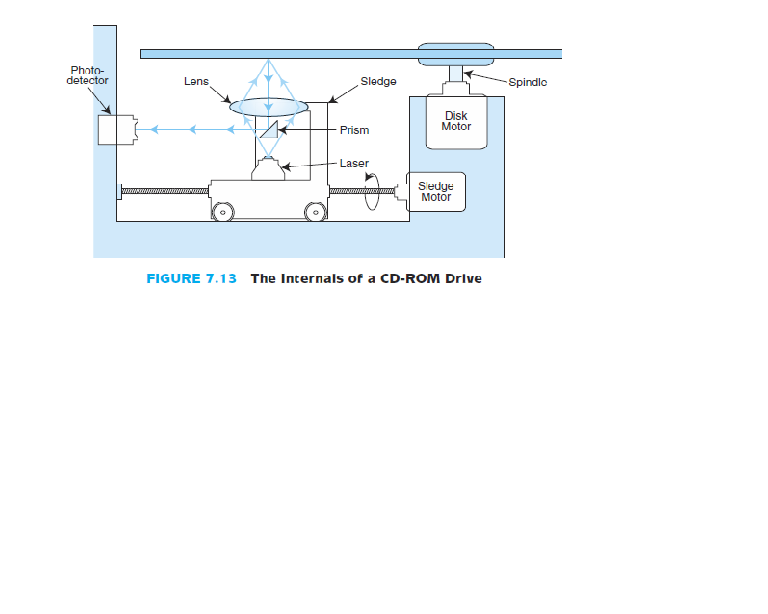 Photo-
detector
Lens
Sledge
Spindle
Disk
Motor
Prism
Laser
Sledge
Motor
FIGURE 7.13 The Internals of a CD-ROM Drive